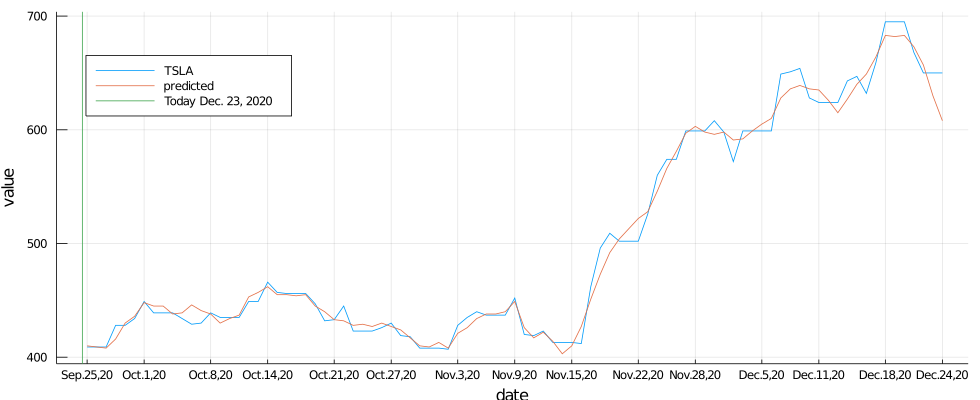 700
600
500
400
value
TSLA
predicted
Today Dec. 23, 2020
Sep.25,20 Oct.1,20 Oct.8,20 Oct.14,20 Oct.21,20 Oct.27,20 Nov.3,20 Nov.9,20 Nov.15,20 Nov.22,20 Nov.28,20 Dec.5,20 Dec.11,20 Dec.18,20 Dec.24,20
date